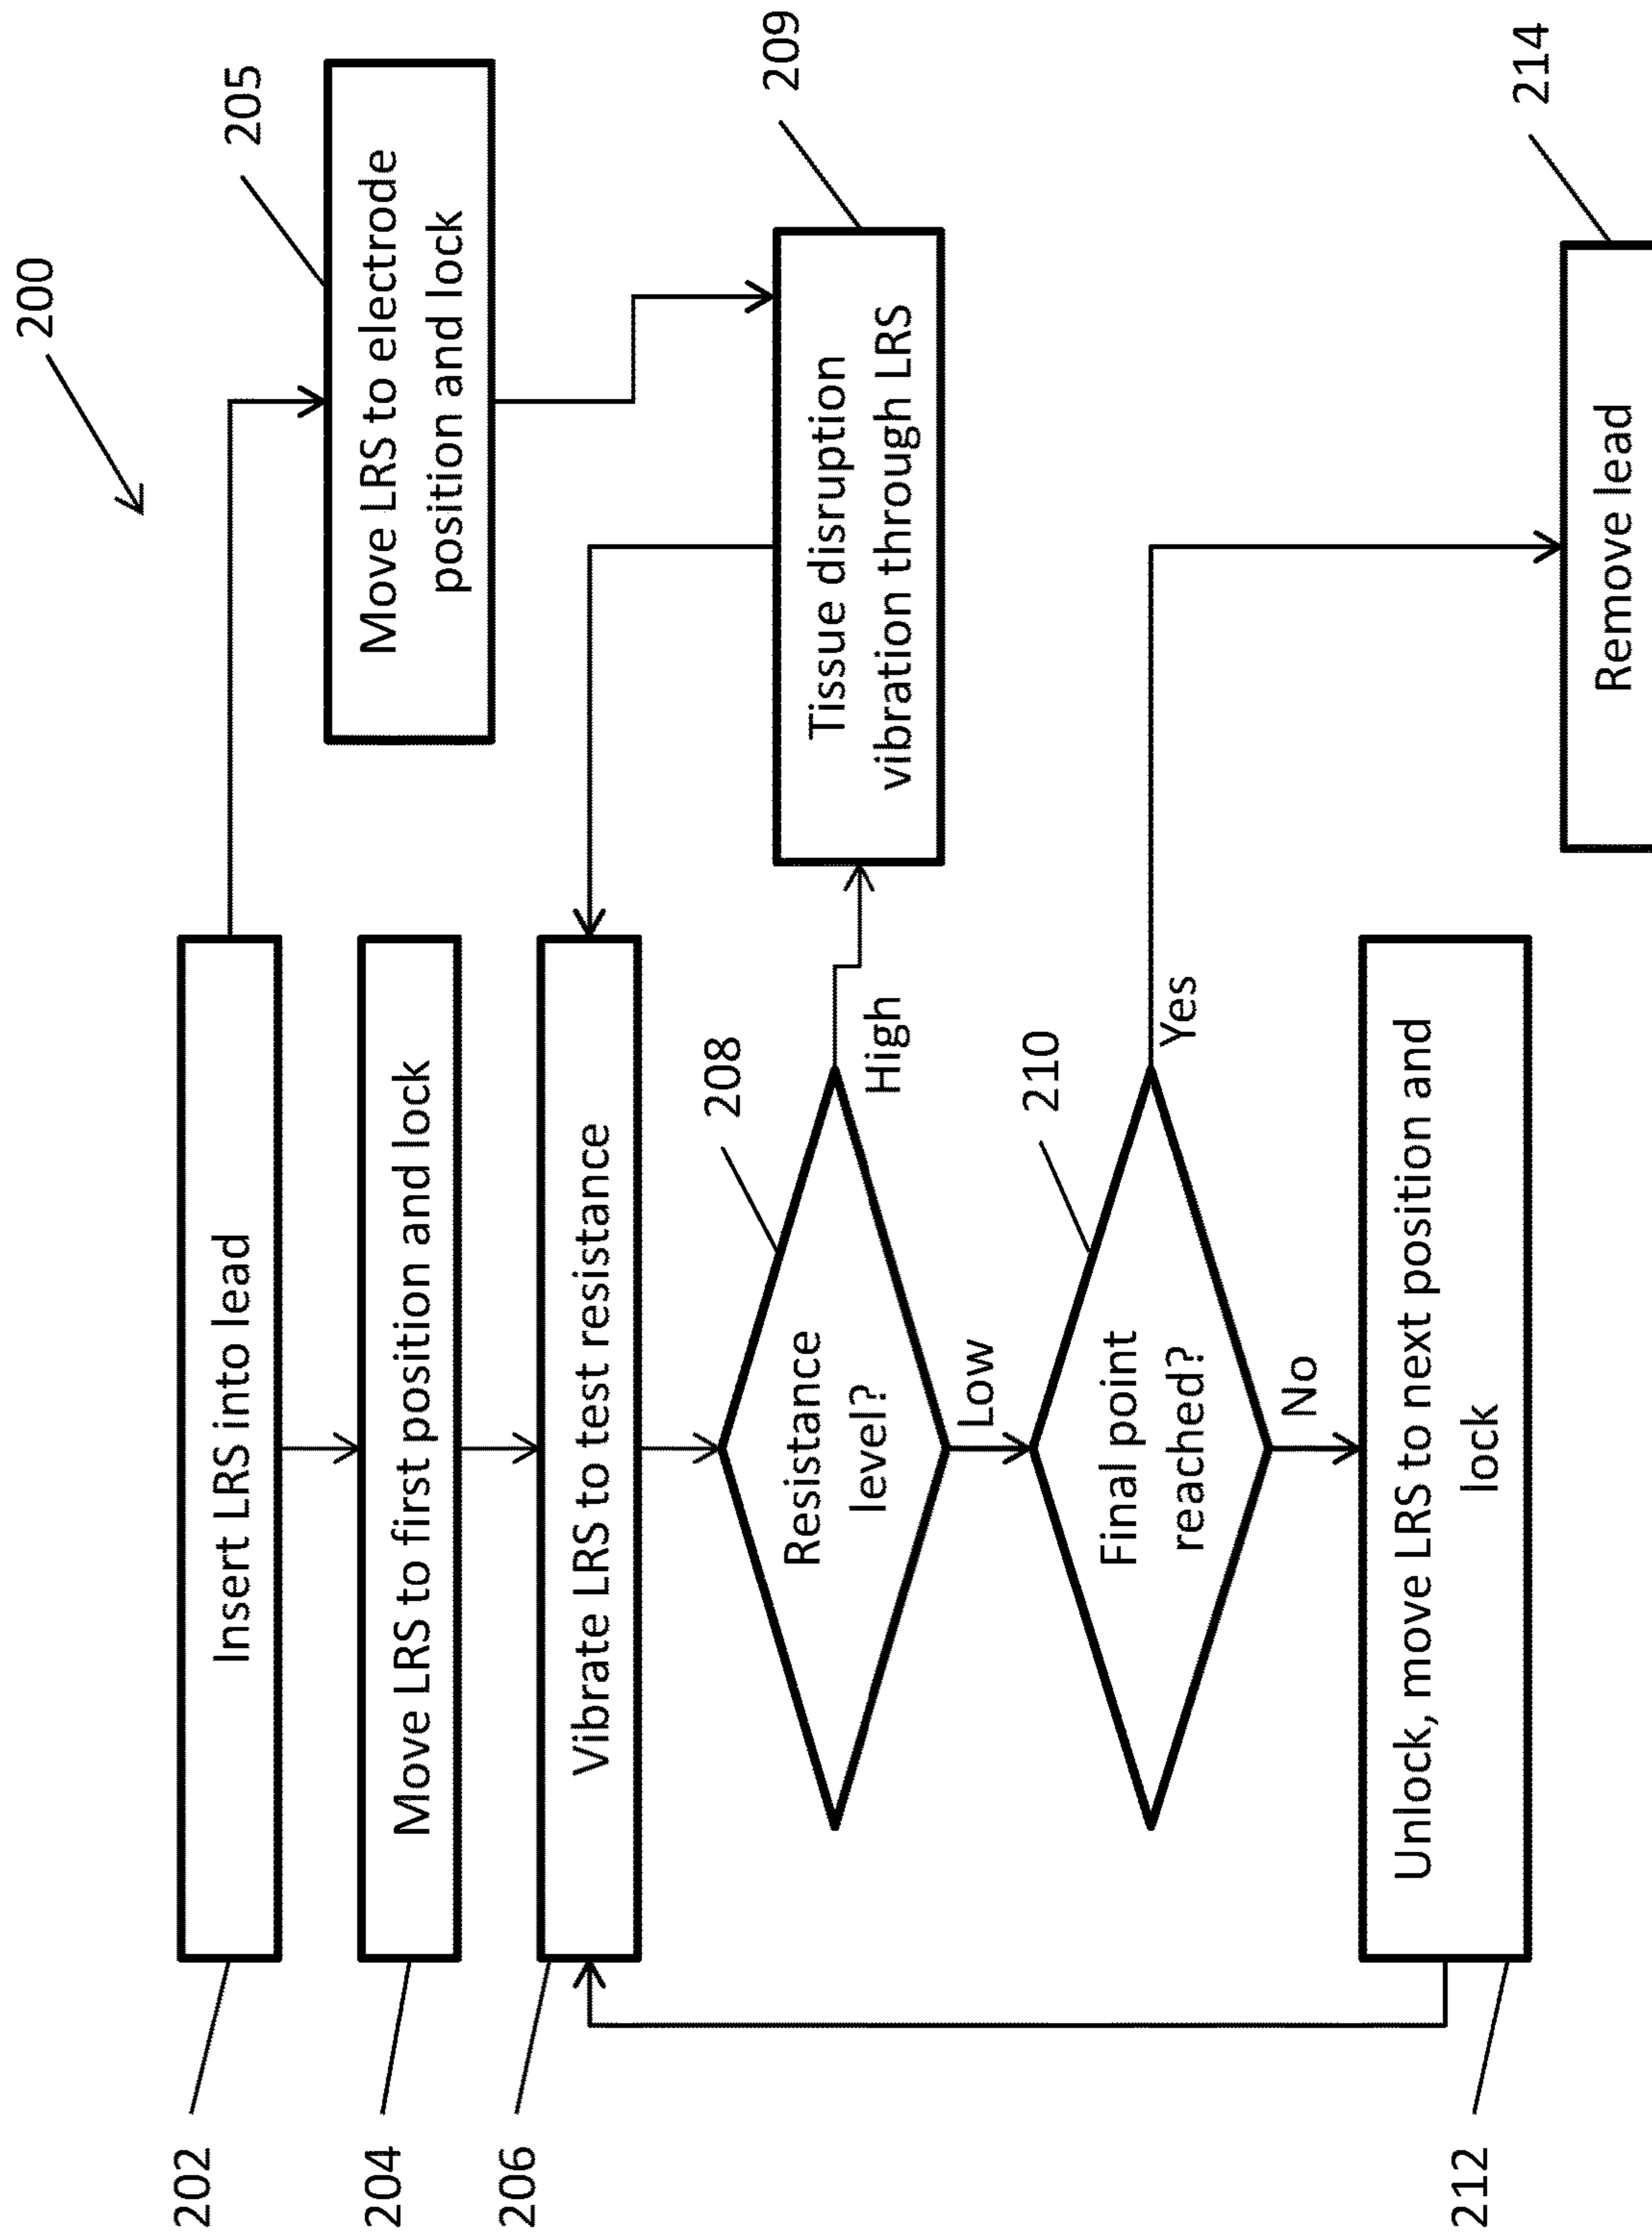 200
202
Insert LRS into lead
205
Move LRS to electrode
position and lock
204
Move LRS to first position and lock
206
Vibrate LRS to test resistance
208
Resistance
level?
High
209
Tissue disruption
vibration through LRS
Low
210
Final point
reached?
Yes
No
212
Unlock, move LRS to next position and
lock
214
Remove lead